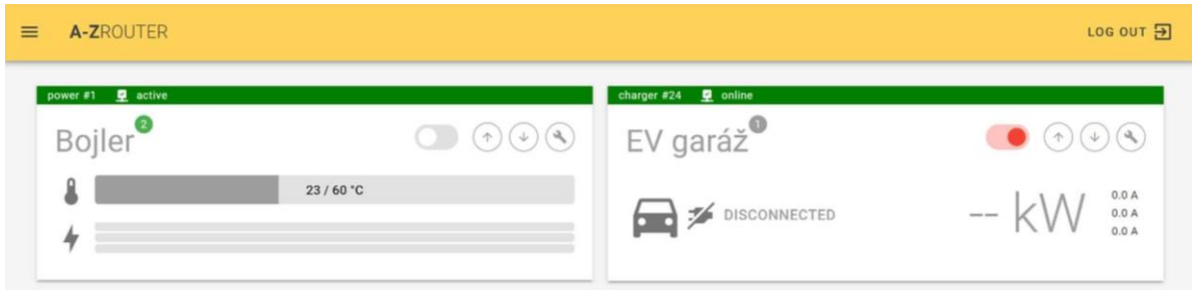 A-ZROUTER
LOG OUT
power #1 active
Bojler 2
23 / 60 °C
charger #24 online
EV garáž 1
DISCONNECTED
-- kW
0.0 A
0.0 A
0.0 A